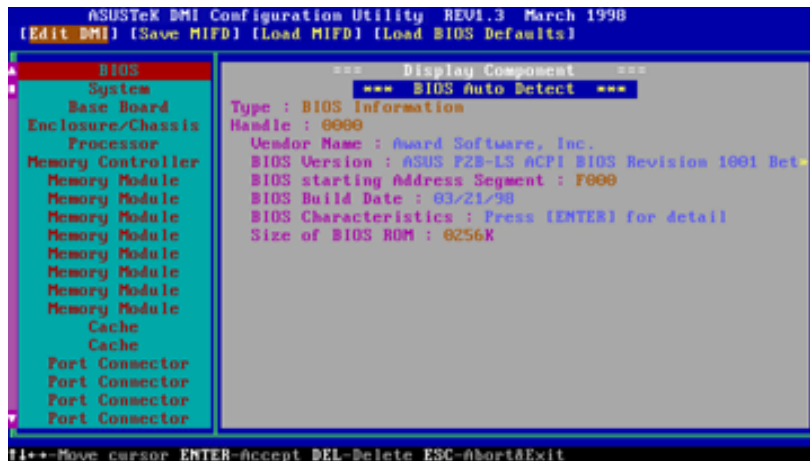 ASUSTeK DMI Configuration Utility  REV1.3  March 1998
[Edit DMI] [Save MIFD] [Load MIFD] [Load BIOS Defaults]
BIOS
System
Base Board
Enclosure/Chassis
Processor
Memory Controller
Memory Module
Memory Module
Memory Module
Memory Module
Memory Module
Memory Module
Memory Module
Memory Module
Cache
Cache
Port Connector
Port Connector
Port Connector
Port Connector
=== Display Component ===
*** BIOS Auto Detect ***
Type : BIOS Information
Handle : 0000
Vendor Name : Award Software, Inc.
BIOS Version : ASUS P2B-LS ACPI BIOS Revision 1001 Bet
BIOS starting Address Segment : F000
BIOS Build Date : 03/21/98
BIOS Characteristics : Press [ENTER] for detail
Size of BIOS ROM : 0256K
↑↓←→-Move cursor ENTER-Accept DEL-Delete ESC-Abort&Exit